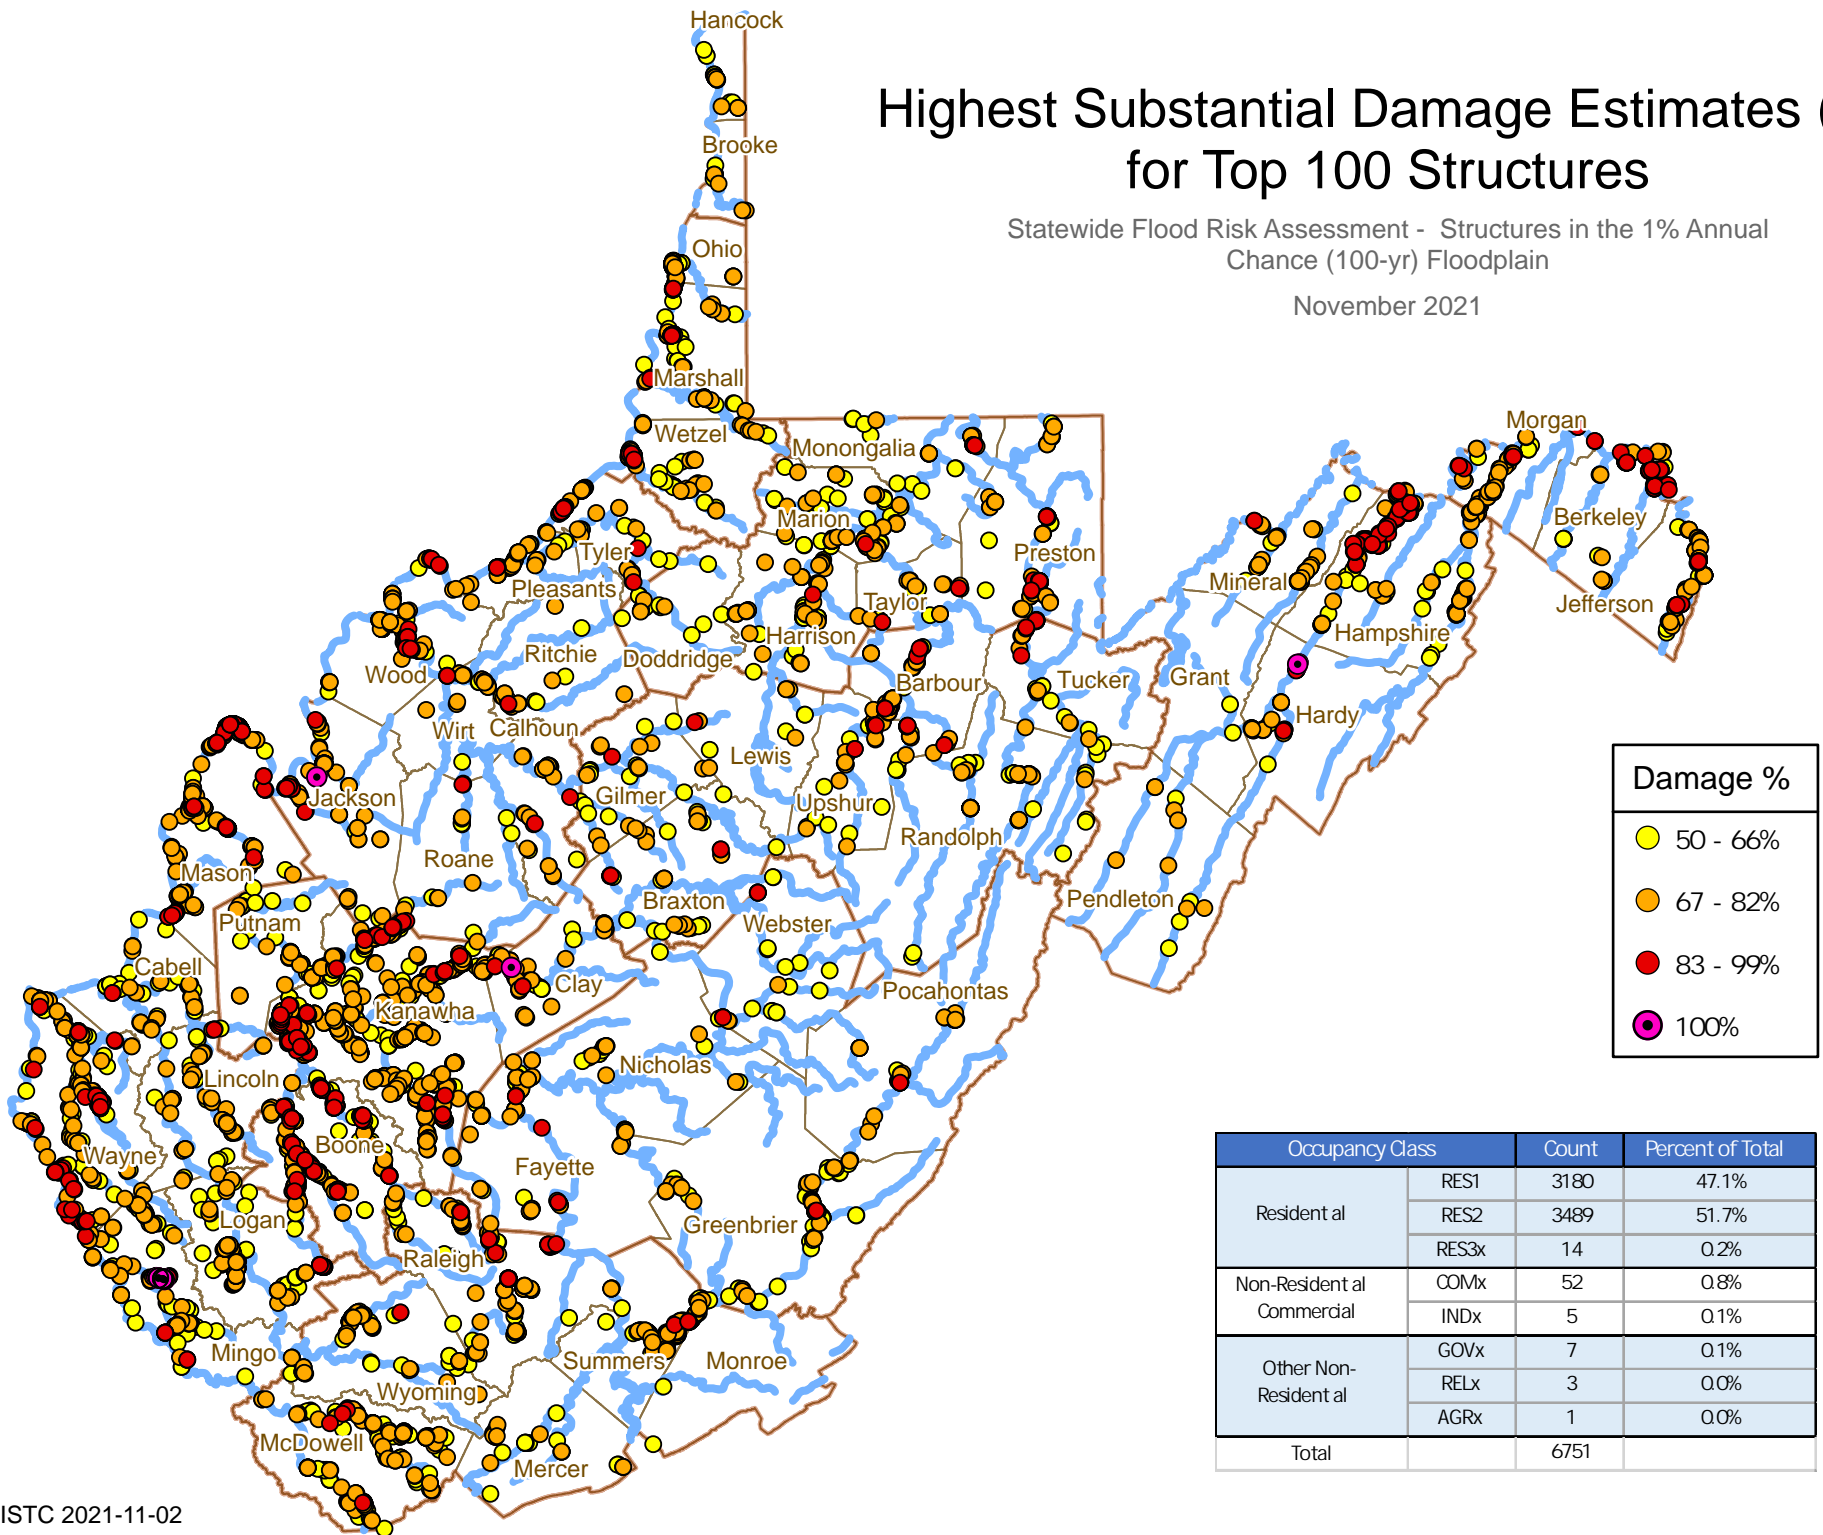 Hancock
Highest Substantial Damage Estimates (
for Top 100 Structures
Brooke
Statewide Flood Risk Assessment - Structures in the 1% Annual
Chance (100-yr) Floodplain
November 2021
Ohio
Marshall
Wetzel
Monongalia
Morgan
Marion
Tyler
Pleasants
Preston
Mineral
Berkeley
Jefferson
Taylor
Harrison
Hampshire
Ritchie
Doddridge
Wood
Barbour
Tucker
Grant
Hardy
Wirt
Calhoun
Lewis
Jackson
Gilmer
Upshur
Randolph
Roane
Mason
Putnam
Braxton
Webster
Pendleton
Cabell
Clay
Kanawha
Pocahontas
Nicholas
Lincoln
Boone
Wayne
Fayette
Logan
Greenbrier
Raleigh
Mingo
Summers
Monroe
Wyoming
McDowell
Mercer
Damage %
50 - 66%
67 - 82%
83 - 99%
100%
Occupancy Class Count Percent of Total
Resident al
RES1 3180 47.1%
RES2 3489 51.7%
RES3x 14 0.2%
Non-Resident al
Commercial
COMx 52 0.8%
INDx 5 0.1%
Other Non-
Resident al
GOVx 7 0.1%
RELx 3 0.0%
AGRx 1 0.0%
Total 6751
ISTC 2021-11-02